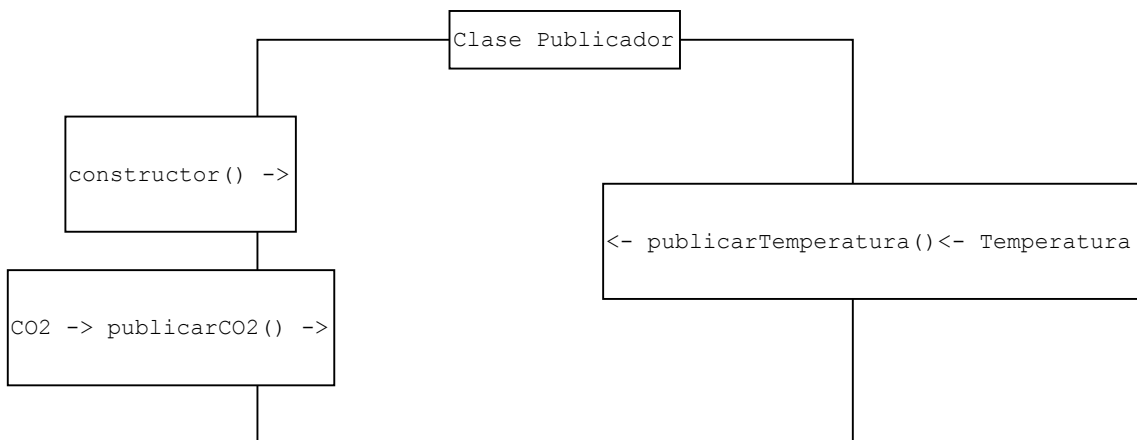 Clase Publicador
constructor() ->
<- publicarTemperatura()<- Temperatura
CO2 -> publicarCO2() ->